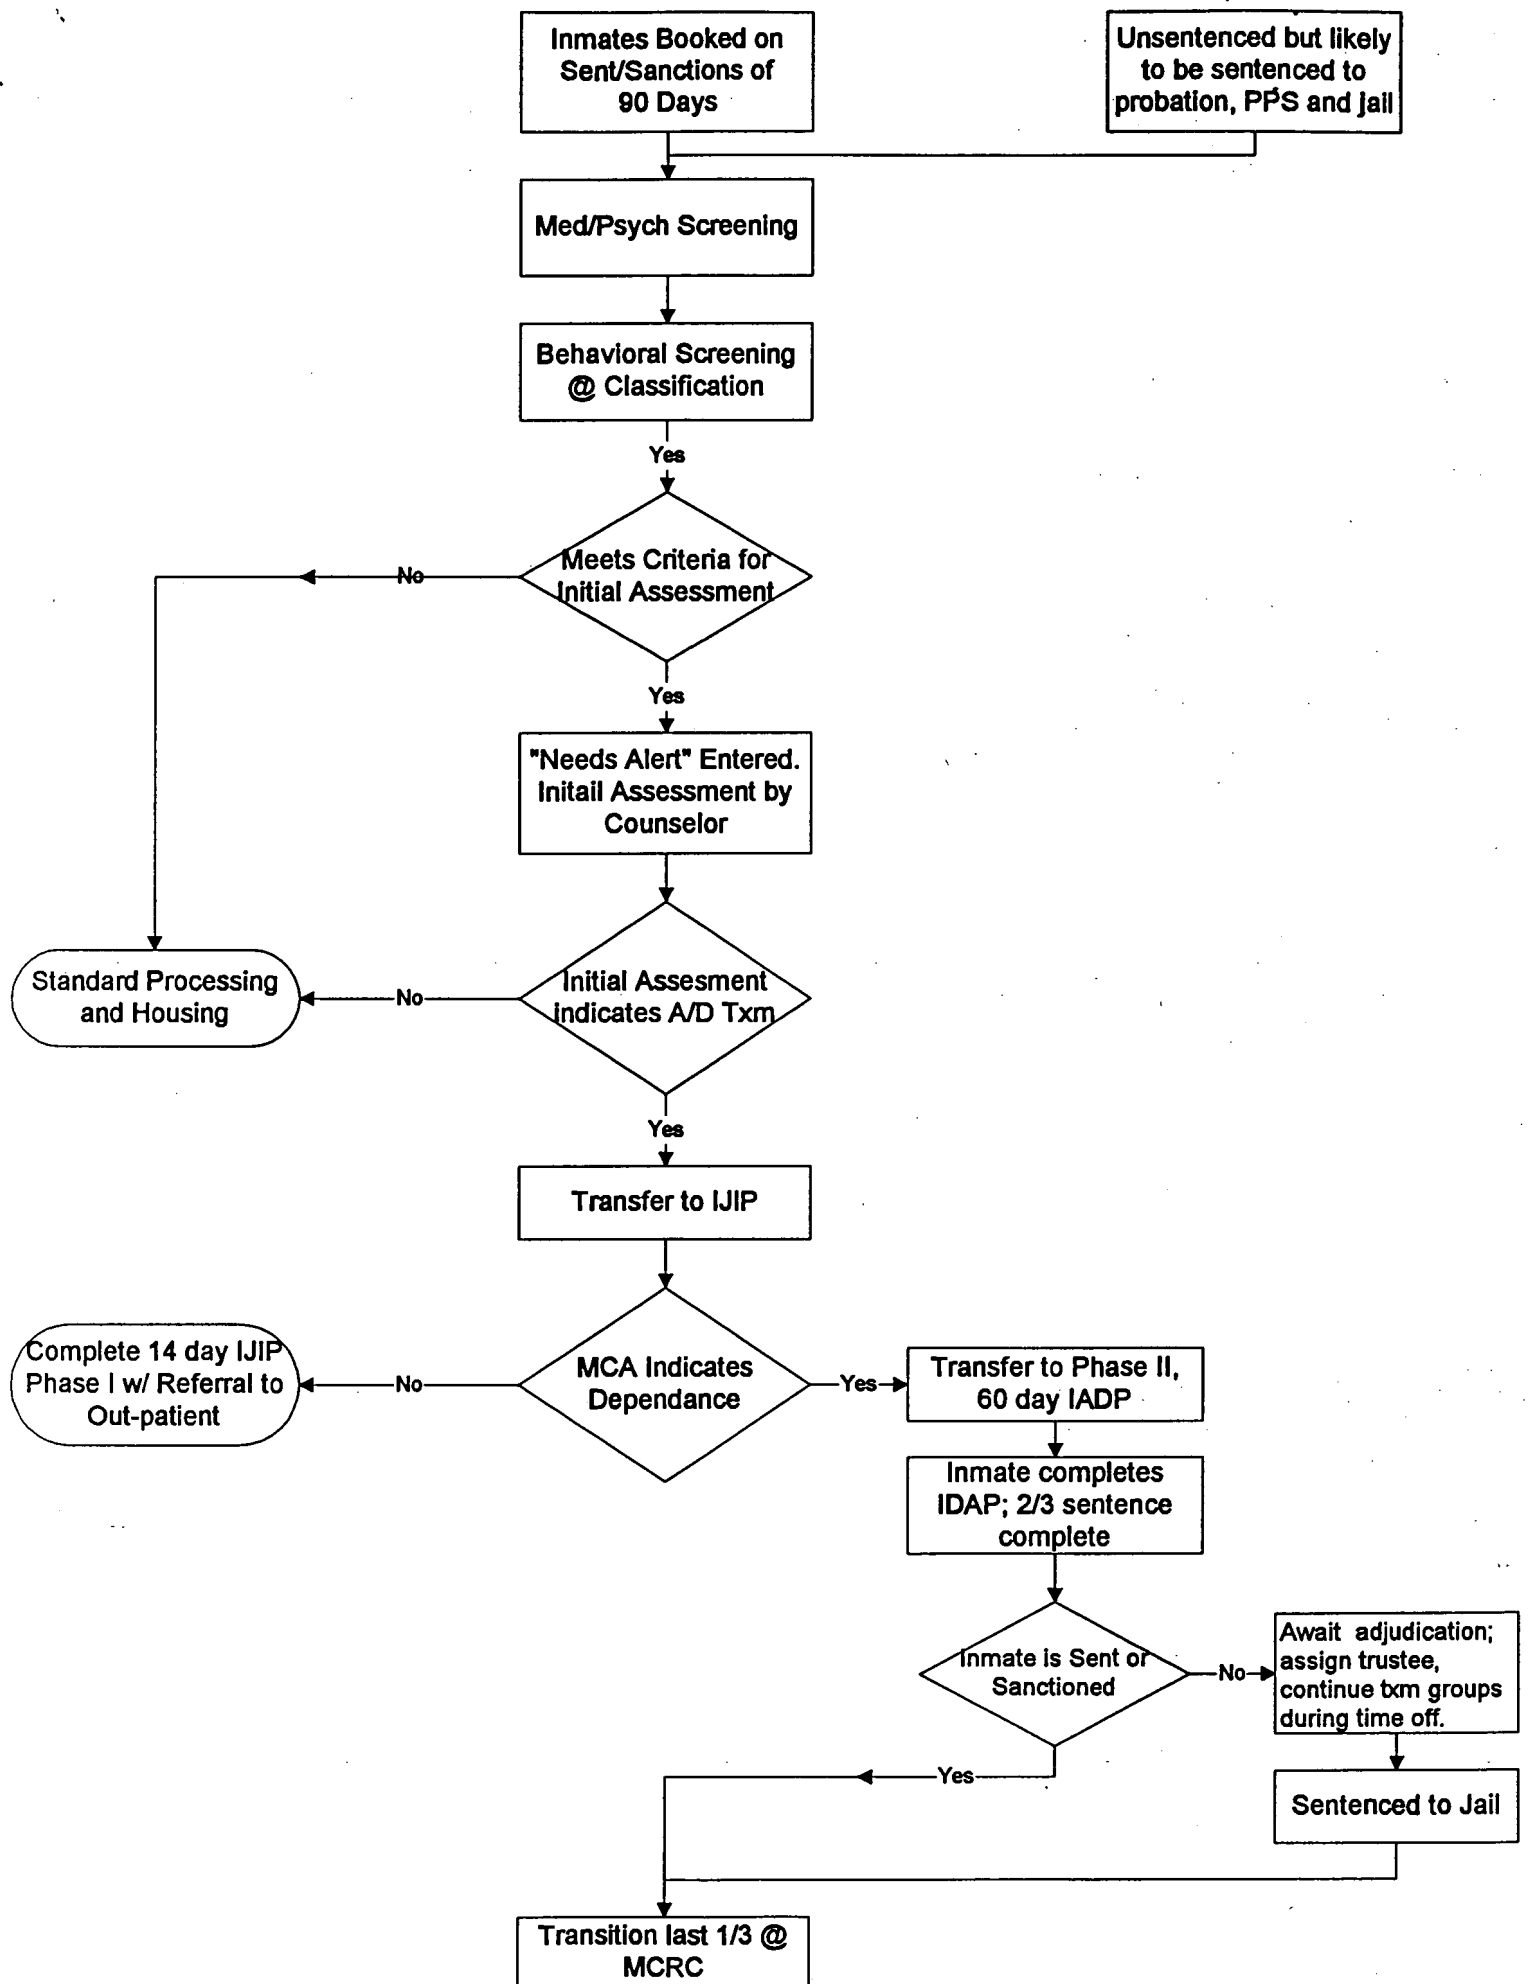 Inmates Booked on
Sent/Sanctions of
90 Days
Unsentenced but likely
to be sentenced to
probation, PPS and jail
Med/Psych Screening
Behavioral Screening
@ Classification
Yes
Meets Criteria for
Initial Assessment
No
Yes
"Needs Alert" Entered.
Initail Assessment by
Counselor
Standard Processing
and Housing
No
Initial Assesment
indicates A/D Txm
Yes
Transfer to IJIP
Complete 14 day IJIP
Phase I w/ Referral to
Out-patient
No
MCA Indicates
Dependance
Yes
Transfer to Phase II,
60 day IADP
Inmate completes
IDAP; 2/3 sentence
complete
Inmate is Sent or
Sanctioned
No
Await adjudication;
assign trustee,
continue txm groups
during time off.
Yes
Sentenced to Jail
Transition last 1/3 @
MCRC